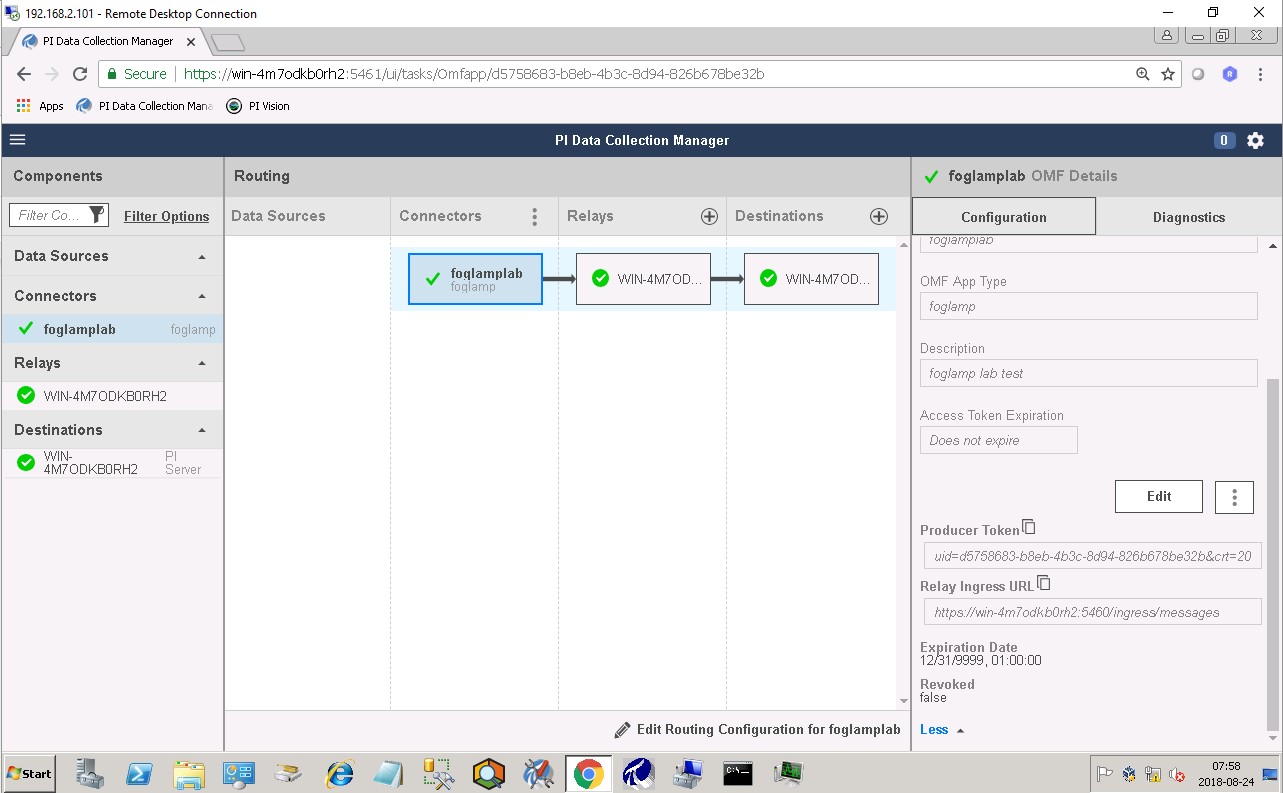 192.168.2.101 - Remote Desktop Connection
PI Data Collection Manager
Secure https://win-4m7odkb0rh2:5461/ui/tasks/Omfapp/d5758683-b8eb-4b3c-8d94-826b678be32b
Apps PI Data Collection Mana PI Vision
PI Data Collection Manager 0
Components
Filter Co... Filter Options
Data Sources
Connectors
foglamplab foglamp
Relays
WIN-4M7ODKB0RH2
Destinations
WIN-
4M7ODKB0RH2
PI
Server
Routing
Data Sources Connectors Relays Destinations
foglamplab
foglamp
WIN-4M7OD...
WIN-4M7OD...
Edit Routing Configuration for foglamplab
foglamplab OMF Details
Configuration Diagnostics
foglamplab
OMF App Type
foglamp
Description
foglamp lab test
Access Token Expiration
Does not expire
Edit
Producer Token
uid=d5758683-b8eb-4b3c-8d94-826b678be32b&crt=20
Relay Ingress URL
https://win-4m7odkb0rh2:5460/ingress/messages
Expiration Date
12/31/9999, 01:00:00
Revoked
false
Less
Start
07:58
2018-08-24